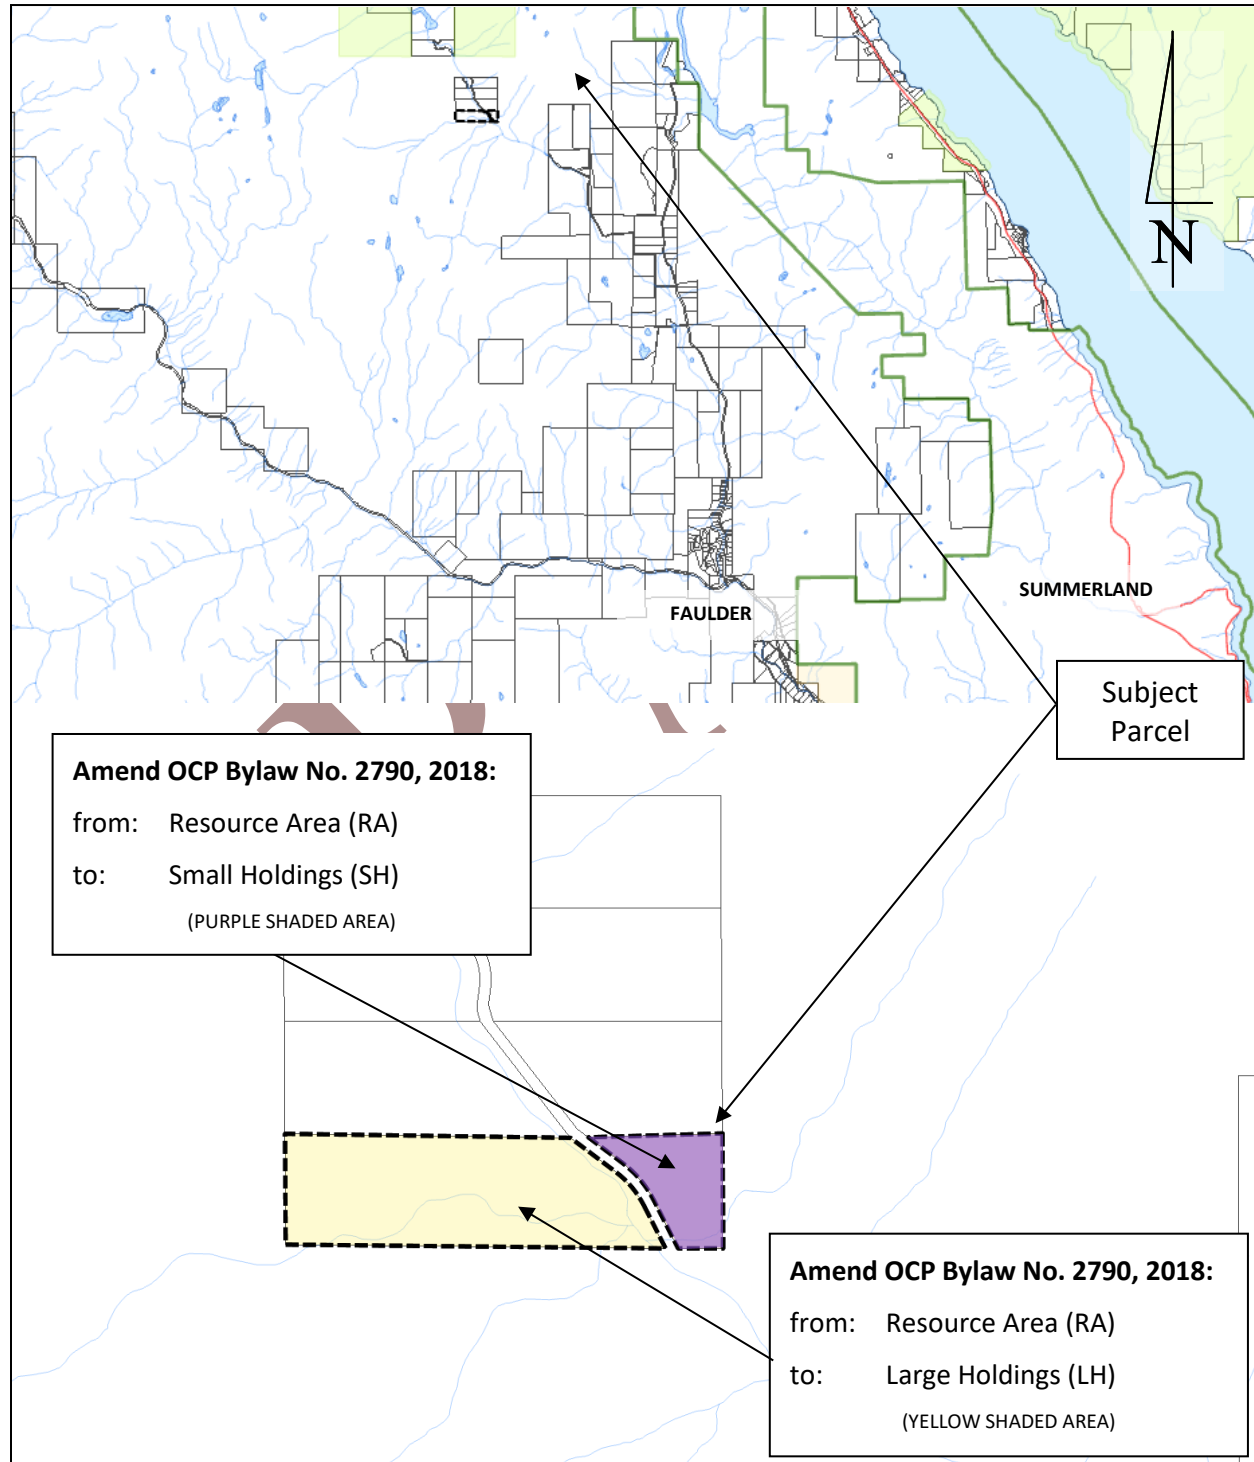 N
FAULDER
SUMMERLAND
Subject
Parcel
Amend OCP Bylaw No. 2790, 2018:
from: Resource Area (RA)
to: Small Holdings (SH)
(PURPLE SHADED AREA)
Amend OCP Bylaw No. 2790, 2018:
from: Resource Area (RA)
to: Large Holdings (LH)
(YELLOW SHADED AREA)